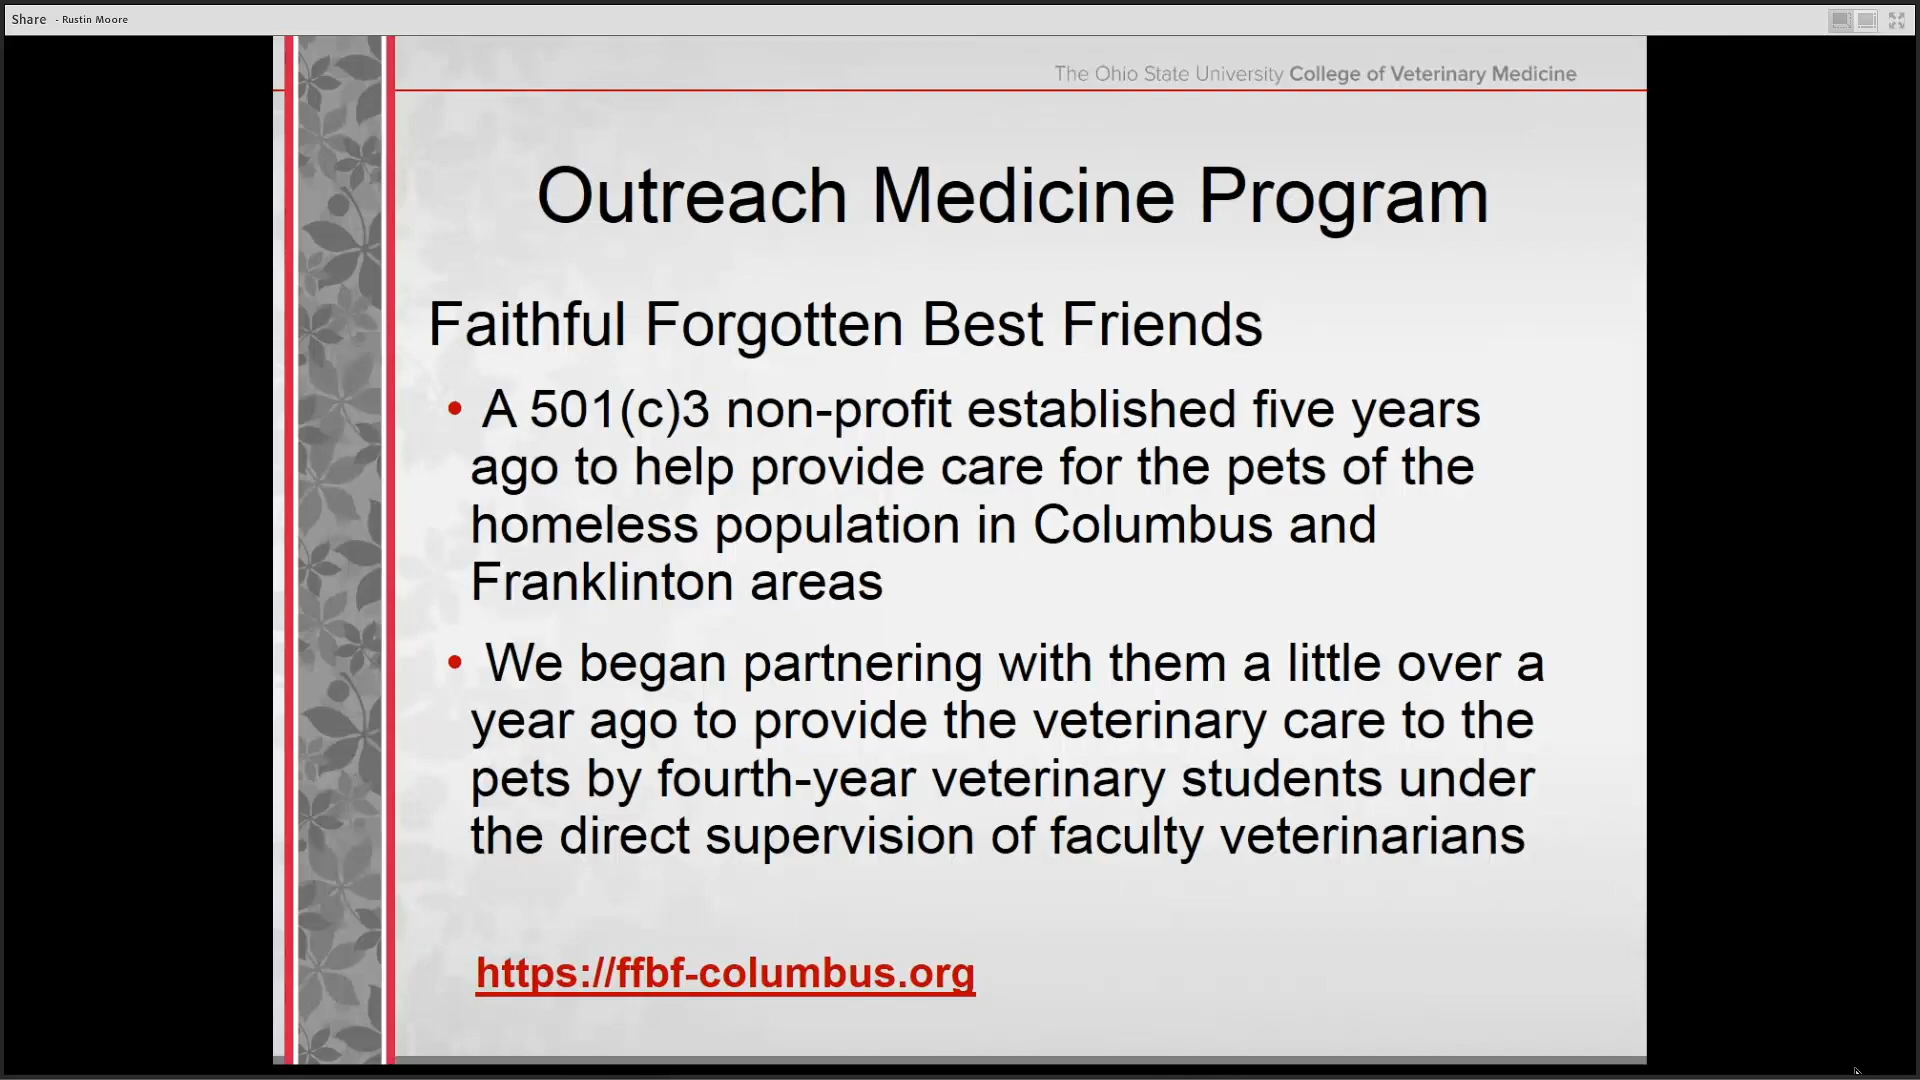 Share - Rustin Moore
The Ohio State University College of Veterinary Medicine
Outreach Medicine Program
Faithful Forgotten Best Friends
• A 501(c)3 non-profit established five years
ago to help provide care for the pets of the
homeless population in Columbus and
Franklinton areas
• We began partnering with them a little over a
year ago to provide the veterinary care to the
pets by fourth-year veterinary students under
the direct supervision of faculty veterinarians
https://ffbf-columbus.org